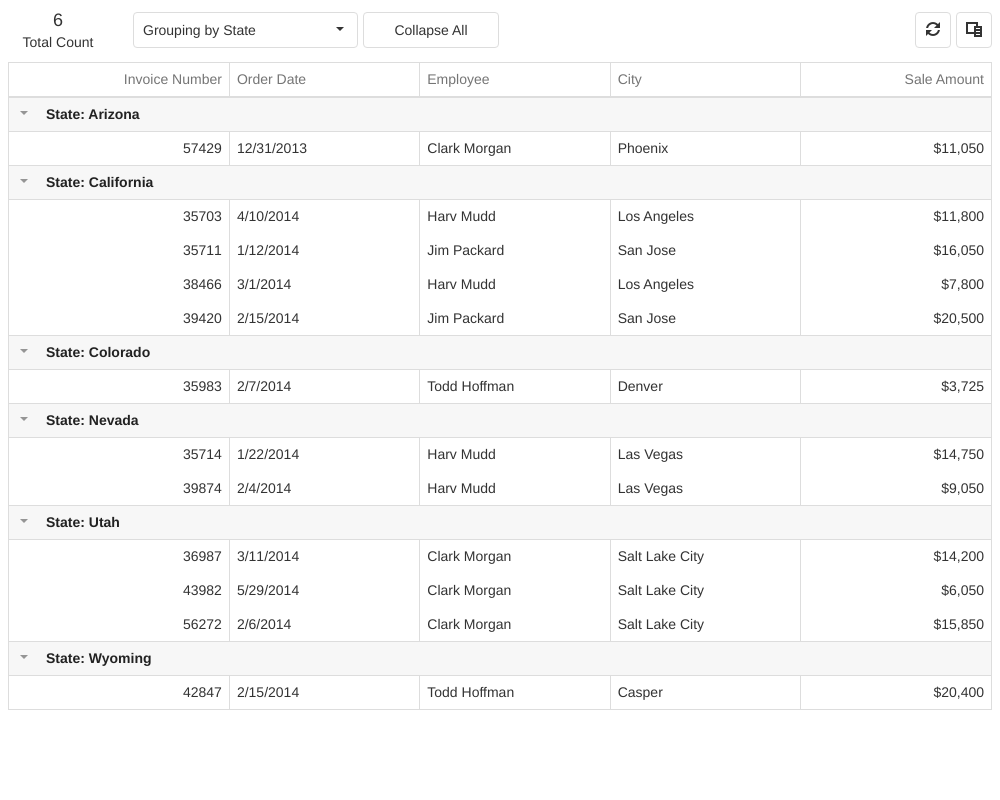 6
Total Count
Grouping by State
Collapse All
Invoice Number Order Date Employee City Sale Amount
State: Arizona
57429 12/31/2013 Clark Morgan Phoenix $11,050
State: California
35703 4/10/2014 Harv Mudd Los Angeles $11,800
35711 1/12/2014 Jim Packard San Jose $16,050
38466 3/1/2014 Harv Mudd Los Angeles $7,800
39420 2/15/2014 Jim Packard San Jose $20,500
State: Colorado
35983 2/7/2014 Todd Hoffman Denver $3,725
State: Nevada
35714 1/22/2014 Harv Mudd Las Vegas $14,750
39874 2/4/2014 Harv Mudd Las Vegas $9,050
State: Utah
36987 3/11/2014 Clark Morgan Salt Lake City $14,200
43982 5/29/2014 Clark Morgan Salt Lake City $6,050
56272 2/6/2014 Clark Morgan Salt Lake City $15,850
State: Wyoming
42847 2/15/2014 Todd Hoffman Casper $20,400